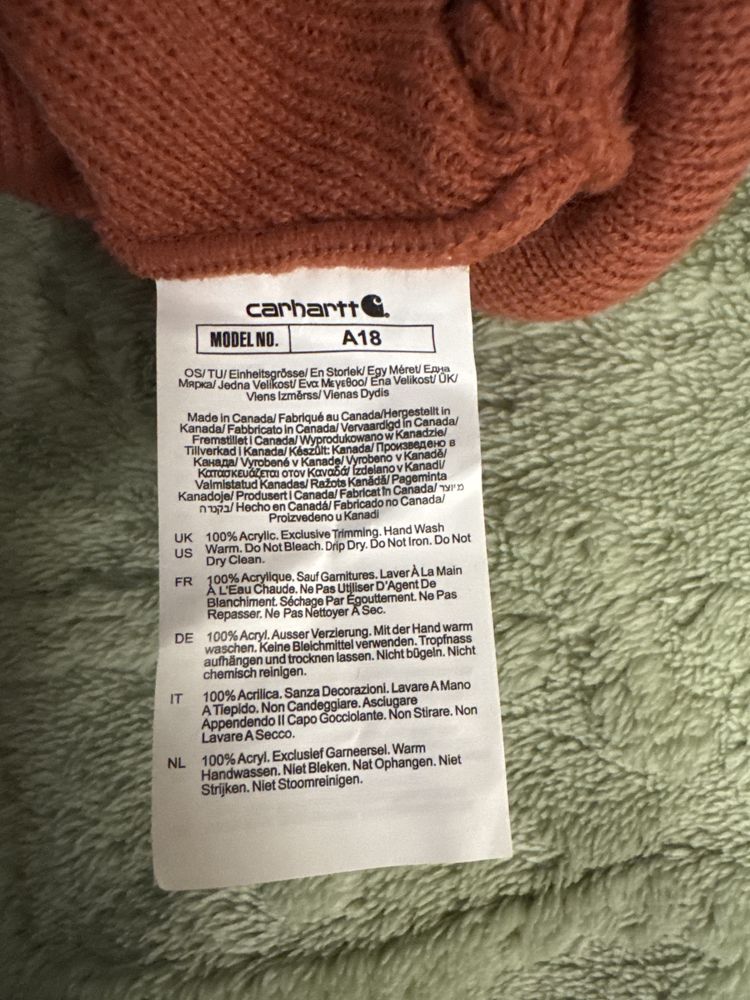 carhartt
MODEL NO. A18
OS/ TU/ Einheitsgrösse/ En Storlek/ Egy Méret/ Една
Мярка/ Jedna Velikost/ Ενα Μεγεθοο/ Ena Velikost/ ÜK/
Viens Izmērss/ Vienas Dydis
Made in Canada/ Fabriqué au Canada/Hergestellt in
Kanada/ Fabbricato in Canada/ Vervaardigd in Canada/
Fremstillet i Canada/ Wyprodukowano w Kanadzie/
Tillverkad i Kanada/ Készült: Kanada/ Произведено в
Канада/ Vyrobené v Kanade/ Vyrobeno v Kanadě/
Κατασκευάζεται στον Καναδά/ Izdelano v Kanadi/
Valmistatud Kanadas/ Ražots Kanādā/ Pageminta
Kanadoje/ Produsert i Canada/ Fabricat în Canada/ מיוצר
בקנדה/ Hecho en Canadá/ Fabricado no Canada/
Proizvedeno u Kanadi
UK 100% Acrylic. Exclusive Trimming. Hand Wash
US Warm. Do Not Bleach. Drip Dry. Do Not Iron. Do Not
Dry Clean.
FR 100% Acrylique. Sauf Garnitures. Laver À La Main
À L'Eau Chaude. Ne Pas Utiliser D'Agent De
Blanchiment. Séchage Par Égouttement. Ne Pas
Repasser. Ne Pas Nettoyer À Sec.
DE 100% Acryl. Ausser Verzierung. Mit der Hand warm
waschen. Keine Bleichmittel verwenden. Tropfnass
aufhängen und trocknen lassen. Nicht bügeln. Nicht
chemisch reinigen.
IT 100% Acrilica. Sanza Decorazioni. Lavare A Mano
A Tiepido. Non Candeggiare. Asciugare
Appendendo Il Capo Gocciolante. Non Stirare. Non
Lavare A Secco.
NL 100% Acryl. Exclusief Garneersel. Warm
Handwassen. Niet Bleken. Nat Ophangen. Niet
Strijken. Niet Stoomreinigen.